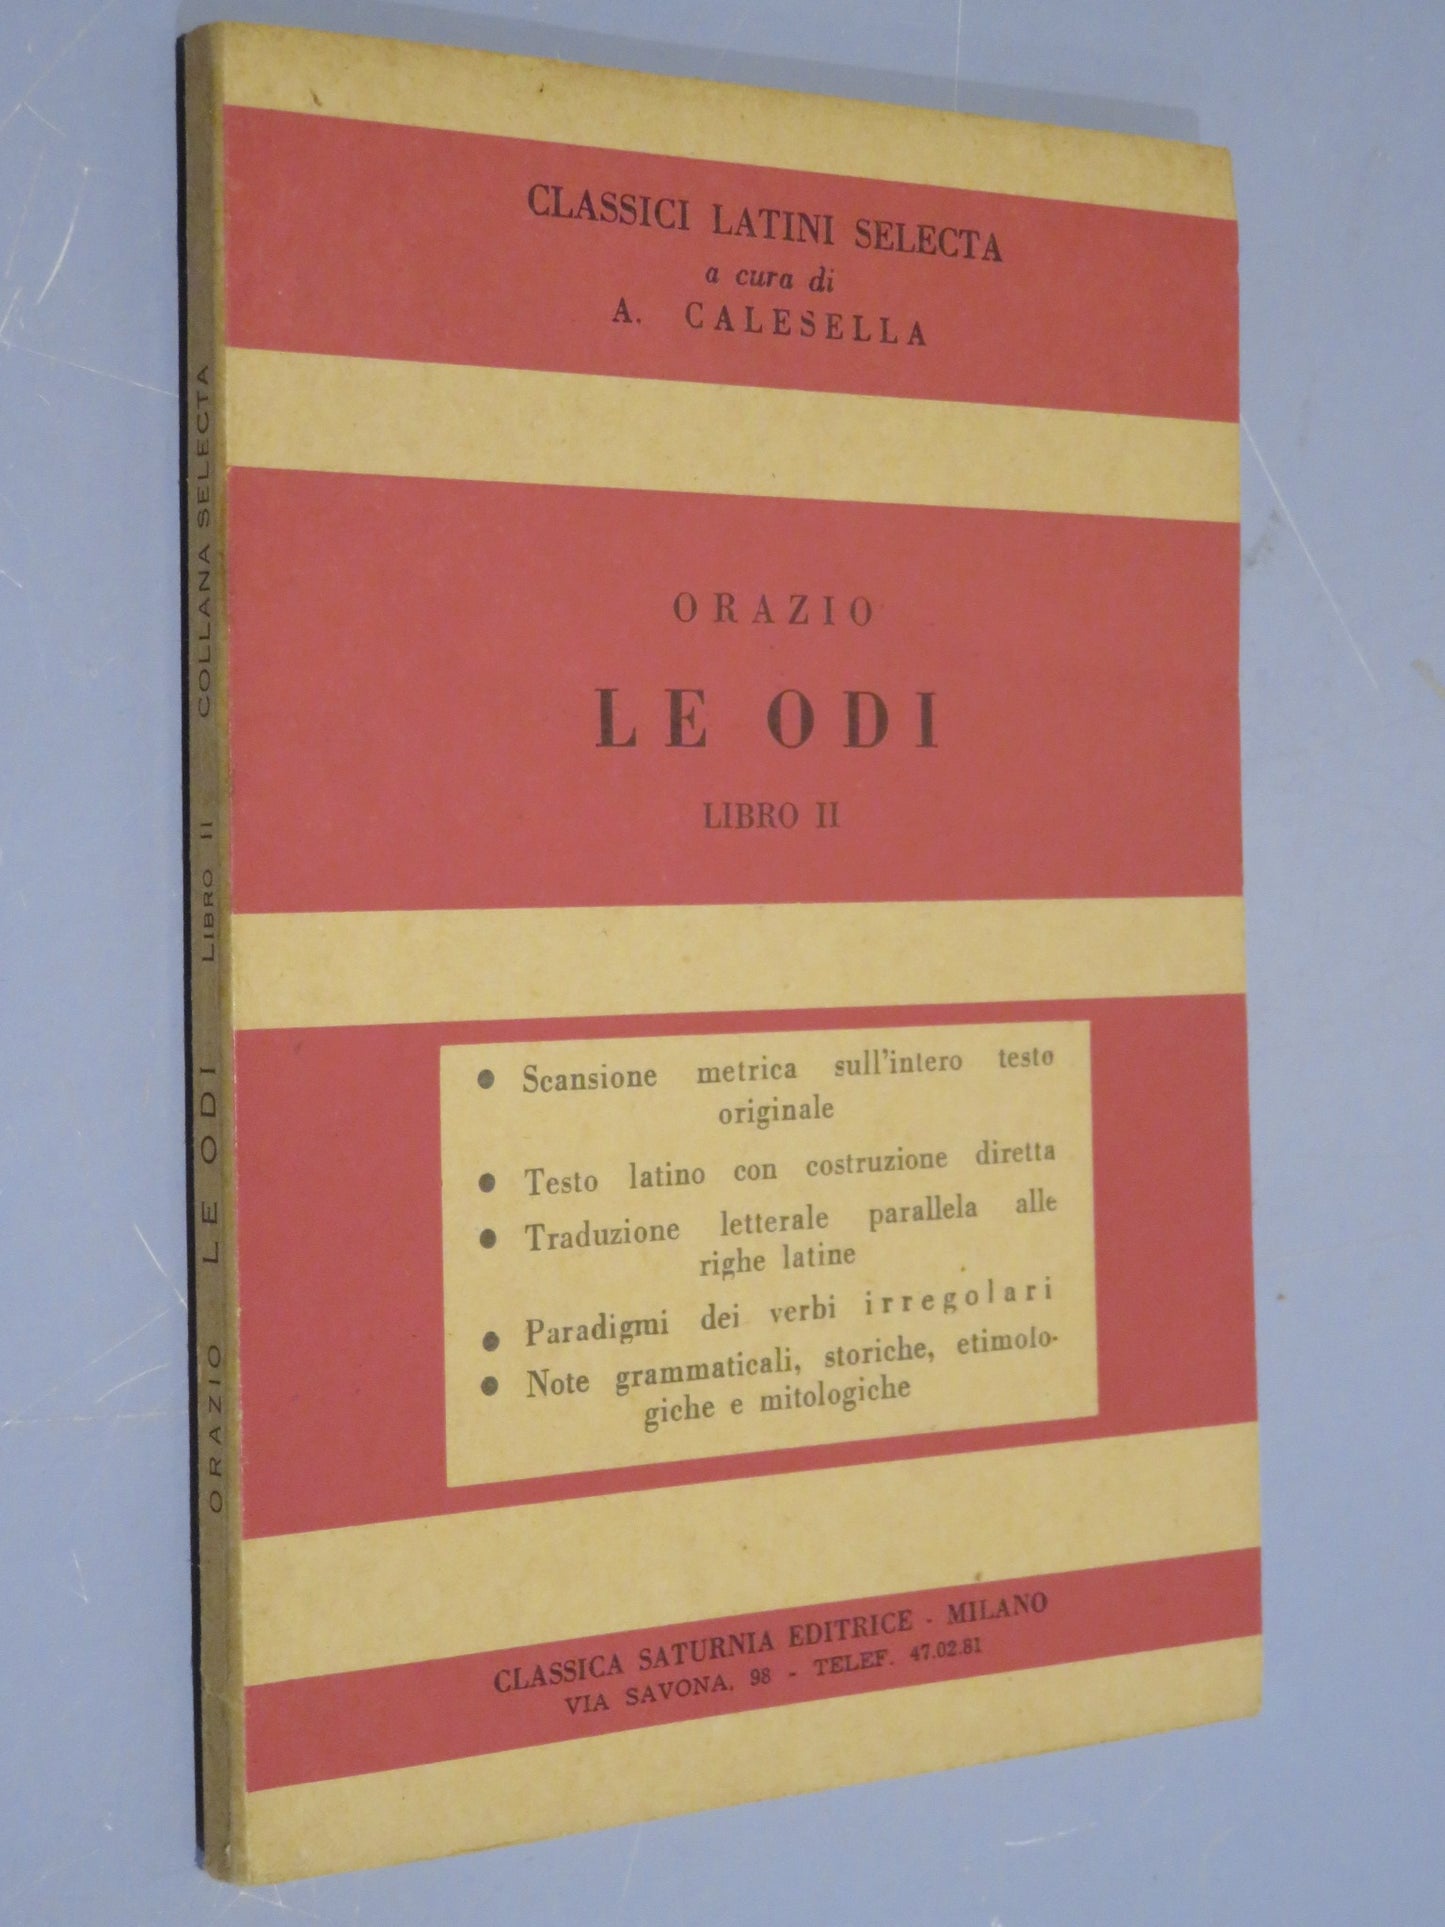 CLASSICI LATINI SELECTA
a cura di
A. CALESELLA
ORAZIO
LE ODI
LIBRO II
● Scansione metrica sull'intero testo
originale
● Testo latino con costruzione diretta
● Traduzione letterale parallela alle
righe latine
● Paradigmi dei verbi irregolari
● Note grammaticali, storiche, etimolo-
giche e mitologiche
CLASSICA SATURNIA EDITRICE - MILANO
VIA SAVONA, 98 - TELEF. 47.02.81
ORAZIO LE ODI LIBRO II COLLANA SELECTA